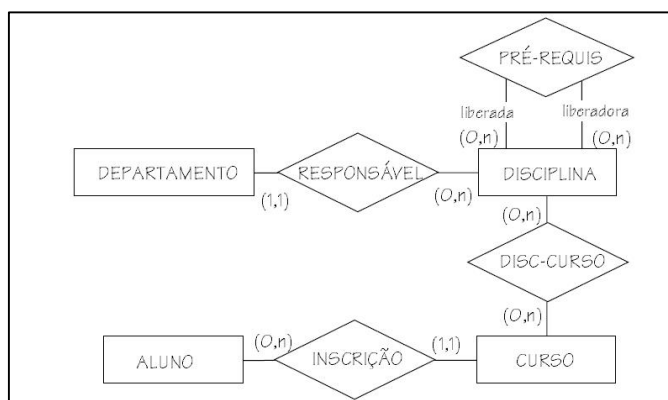 PRÉ-REQUIS
liberada liberadora
(0,n) (0,n)
DEPARTAMENTO RESPONSÁVEL DISCIPLINA
(1,1) (0,n)
(0,n)
DISC-CURSO
(0,n)
(0,n) (1,1)
ALUNO INSCRIÇÃO CURSO